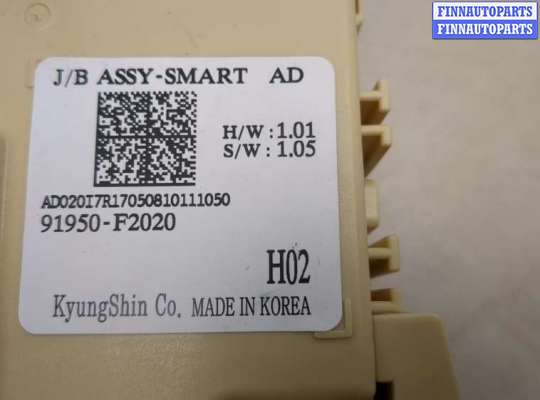 FINNAUTOPARTS
FINNAUTOPARTS
J/B ASSY-SMART AD
H/W : 1.01
S/W : 1.05
AD020I7R17050810111050
91950-F2020
H02
KyungShin Co. MADE IN KOREA